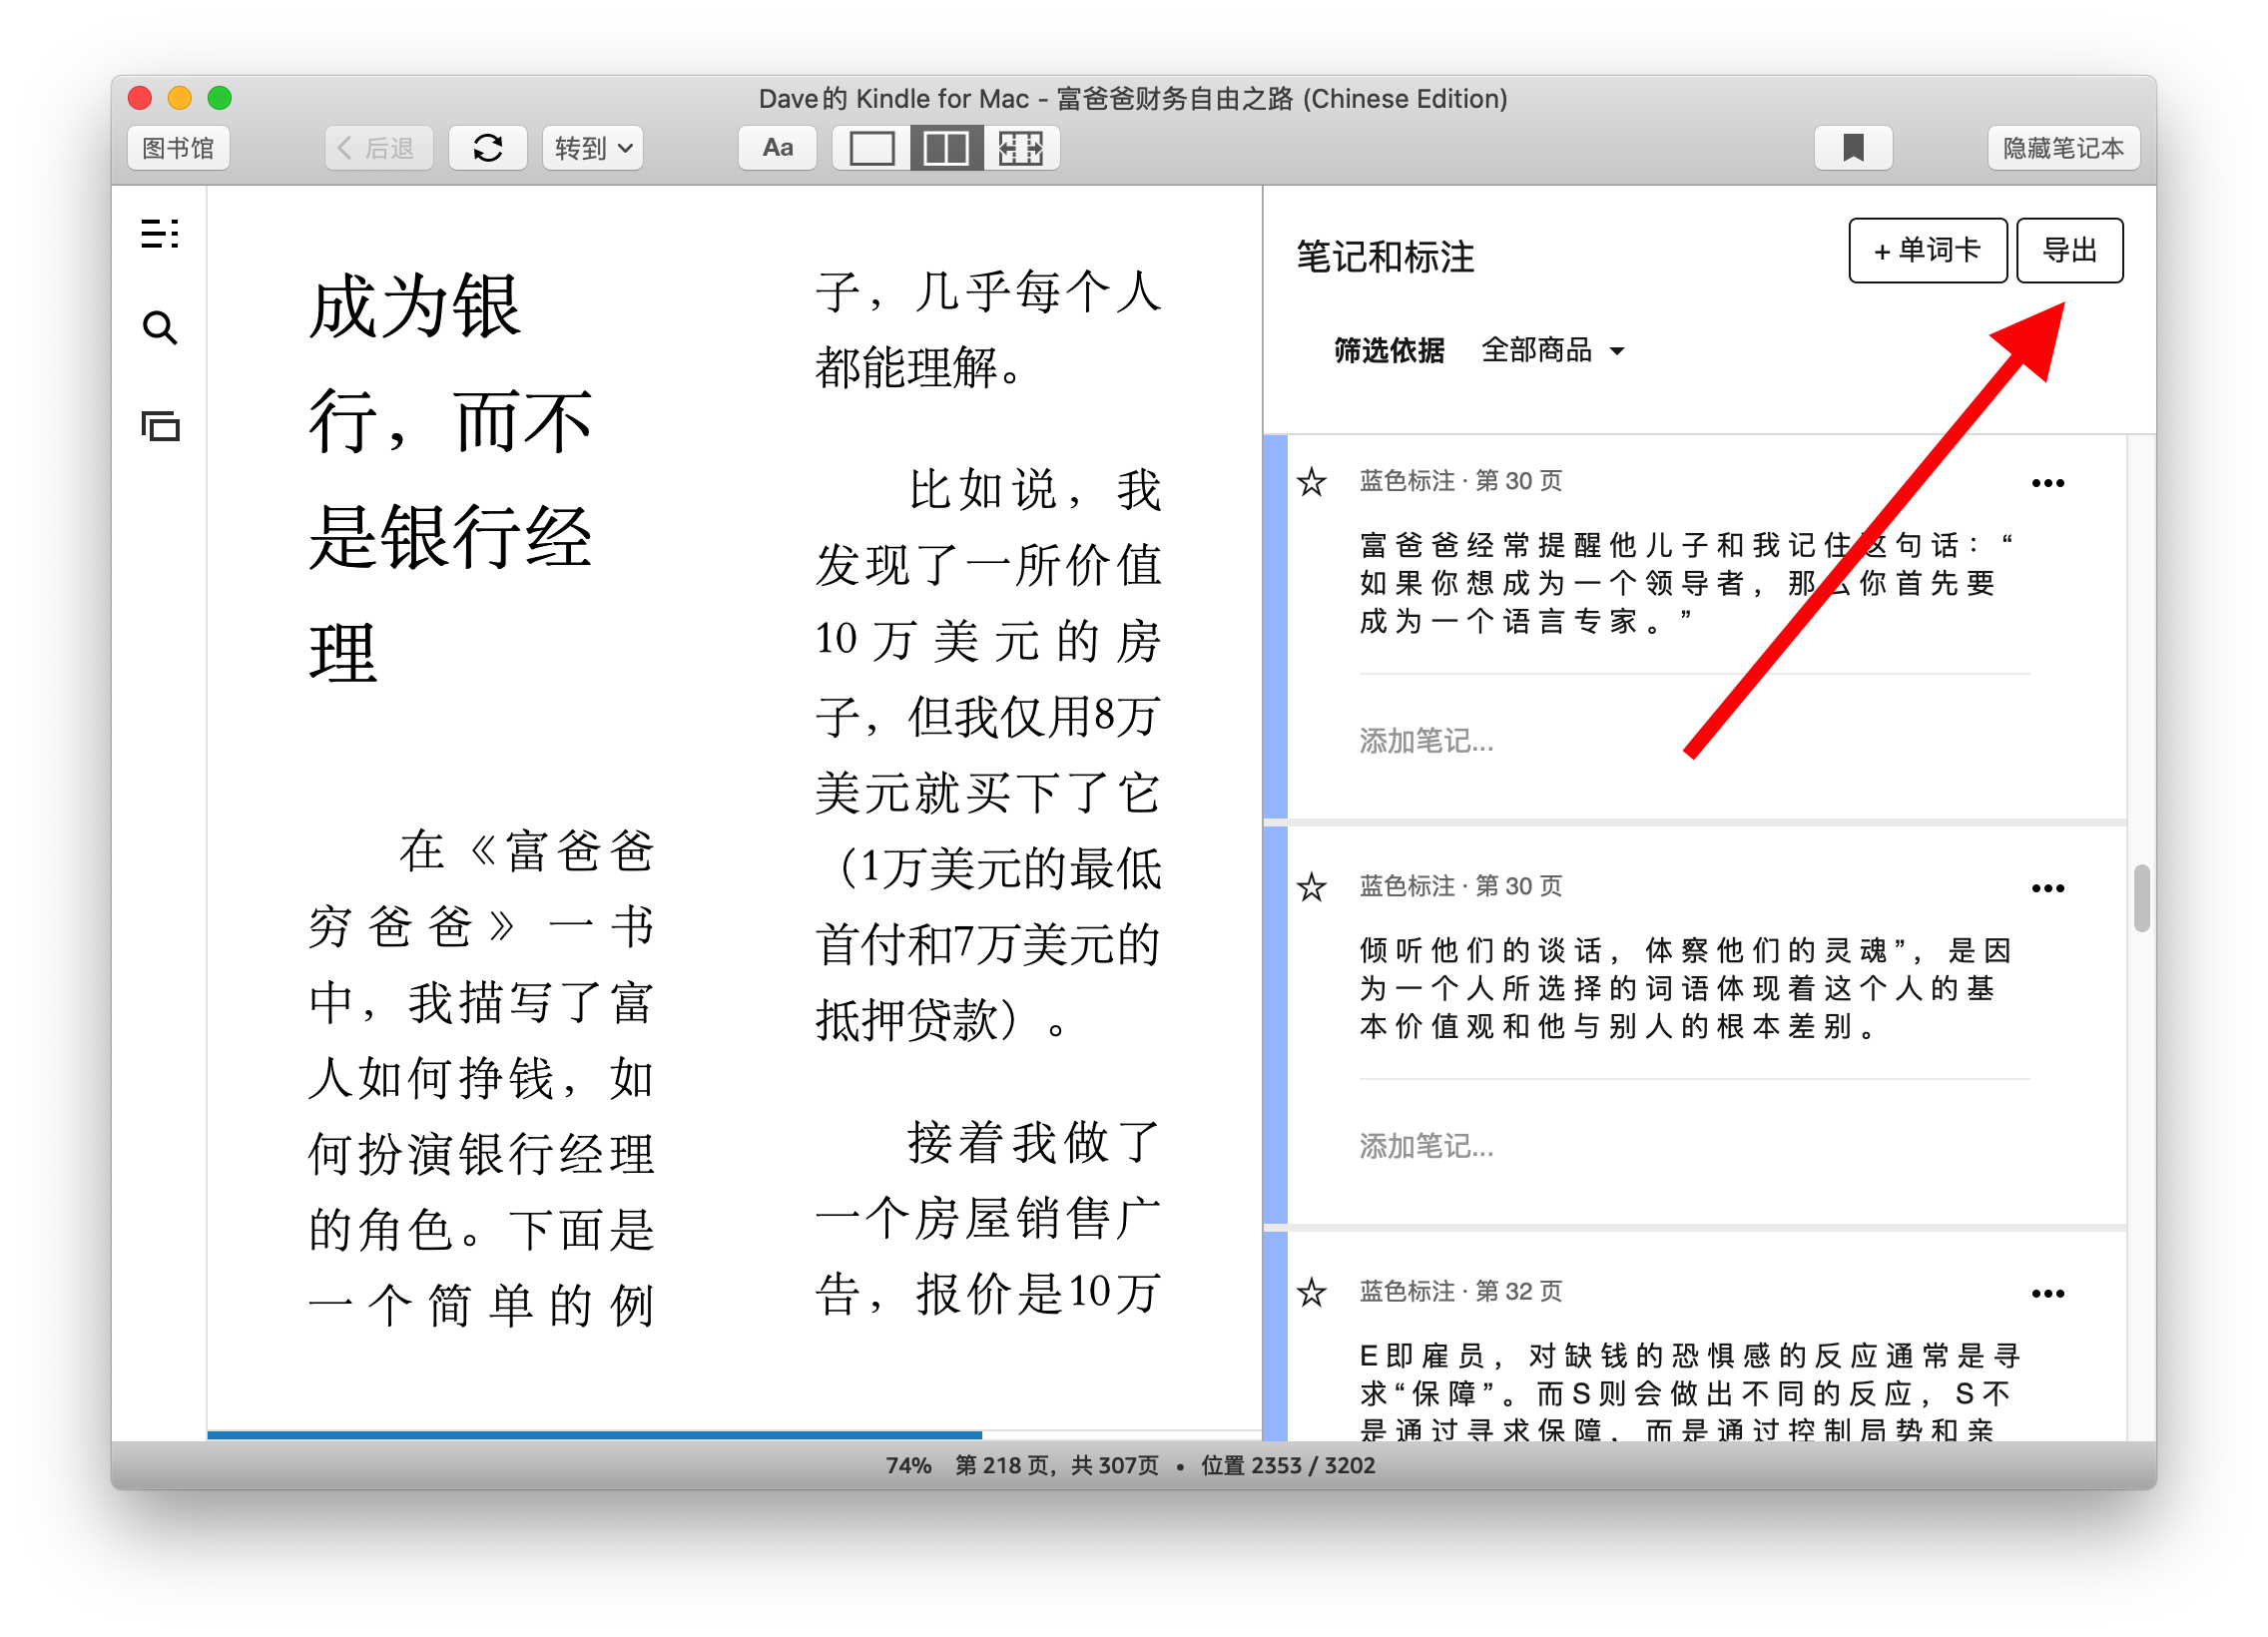 Dave的 Kindle for Mac - 富爸爸财务自由之路 (Chinese Edition)
图书馆
后退
转到
Aa
隐藏笔记本
成为银
行，而不
是银行经
理
在《富爸爸
穷爸爸》一书
中，我描写了富
人如何挣钱，如
何扮演银行经理
的角色。下面是
一个简单的例
子，几乎每个人
都能理解。
比如说，我
发现了一所价值
10万美元的房
子，但我仅用8万
美元就买下了它
（1万美元的最低
首付和7万美元的
抵押贷款）。
接着我做了
一个房屋销售广
告，报价是10万
笔记和标注
+ 单词卡
导出
筛选依据 全部商品
蓝色标注 · 第 30 页
富爸爸经常提醒他儿子和我记住这句话：“
如果你想成为一个领导者，那么你首先要
成为一个语言专家。”
添加笔记...
蓝色标注 · 第 30 页
倾听他们的谈话，体察他们的灵魂”，是因
为一个人所选择的词语体现着这个人的基
本价值观和他与别人的根本差别。
添加笔记...
蓝色标注 · 第 32 页
E即雇员，对缺钱的恐惧感的反应通常是寻
求“保障”。而S则会做出不同的反应，S不
是通过寻求保障，而是通过控制局势和亲
74% 第 218 页，共 307页 • 位置 2353 / 3202